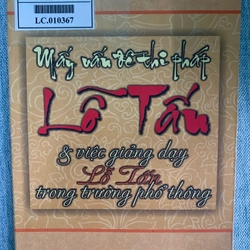 LC.010367
Mấy vấn đề thi pháp
Lỗ Tấn
& việc giảng dạy
Lỗ Tấn
trong trường phổ thông